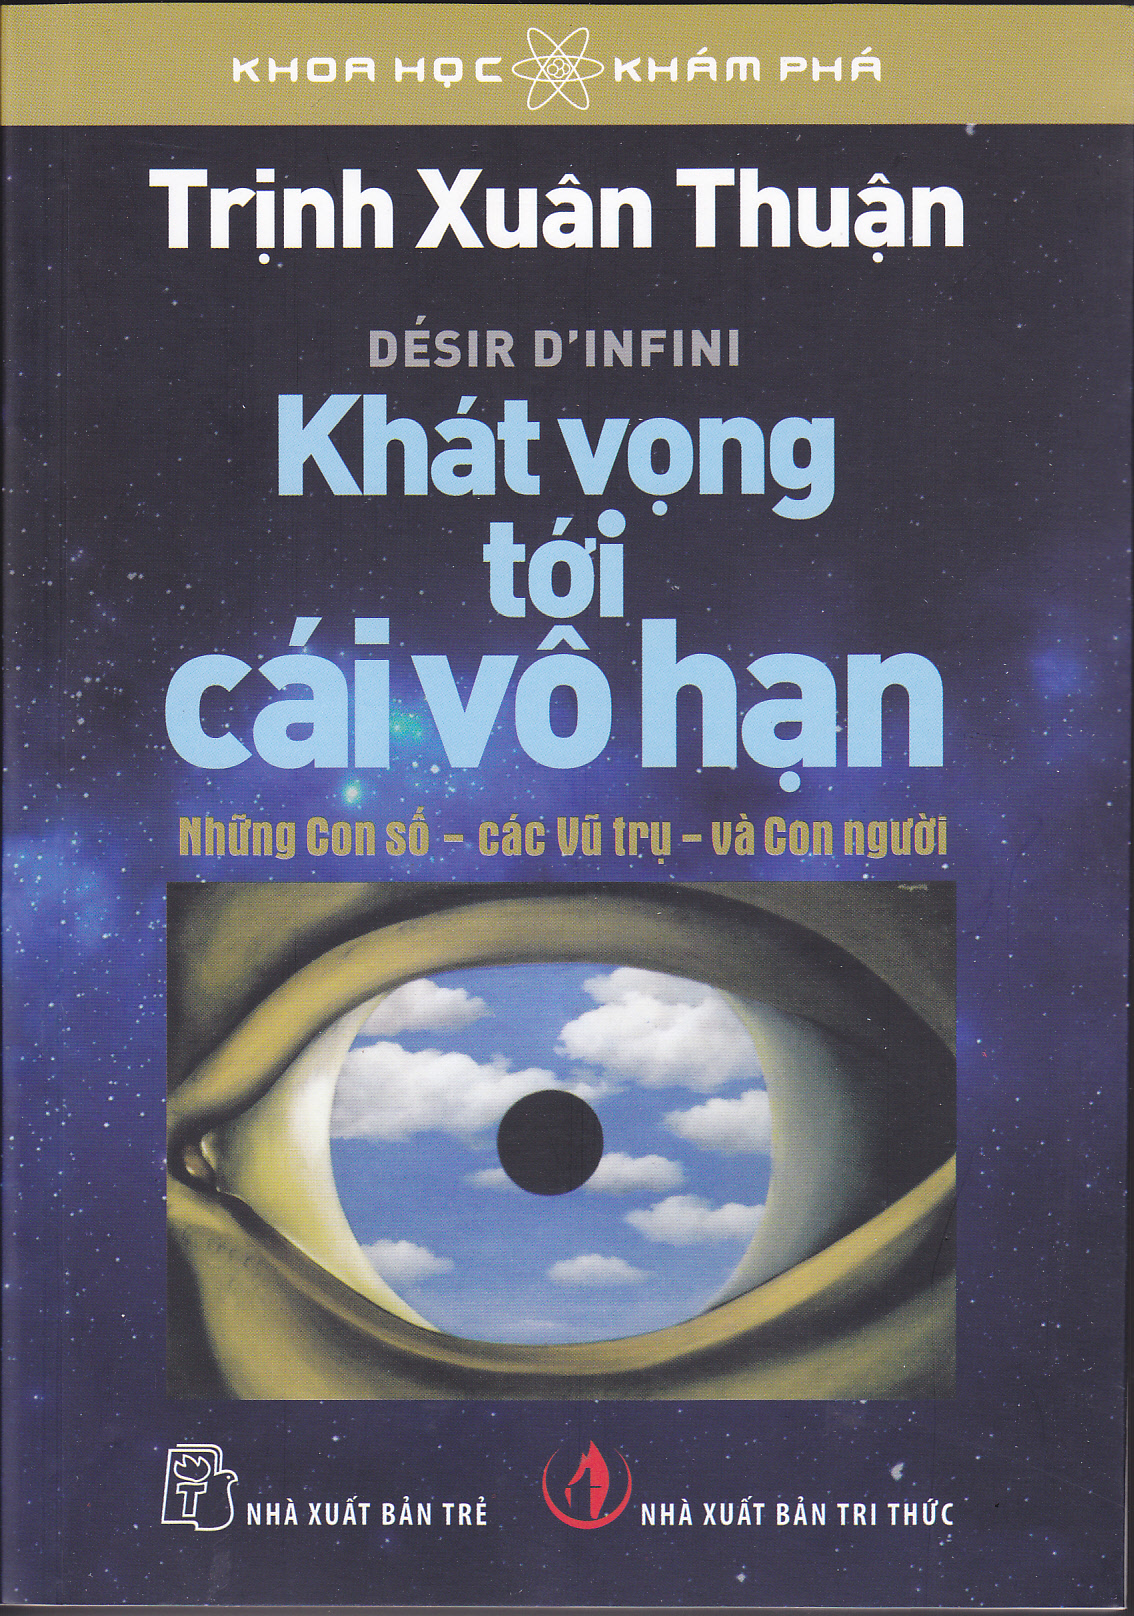 KHOA HỌC KHÁM PHÁ
Trịnh Xuân Thuận
DÉSIR D'INFINI
Khát vọng
tới
cái vô hạn
Những Con số – các Vũ trụ – và Con người
T
NHÀ XUẤT BẢN TRẺ
NHÀ XUẤT BẢN TRI THỨC